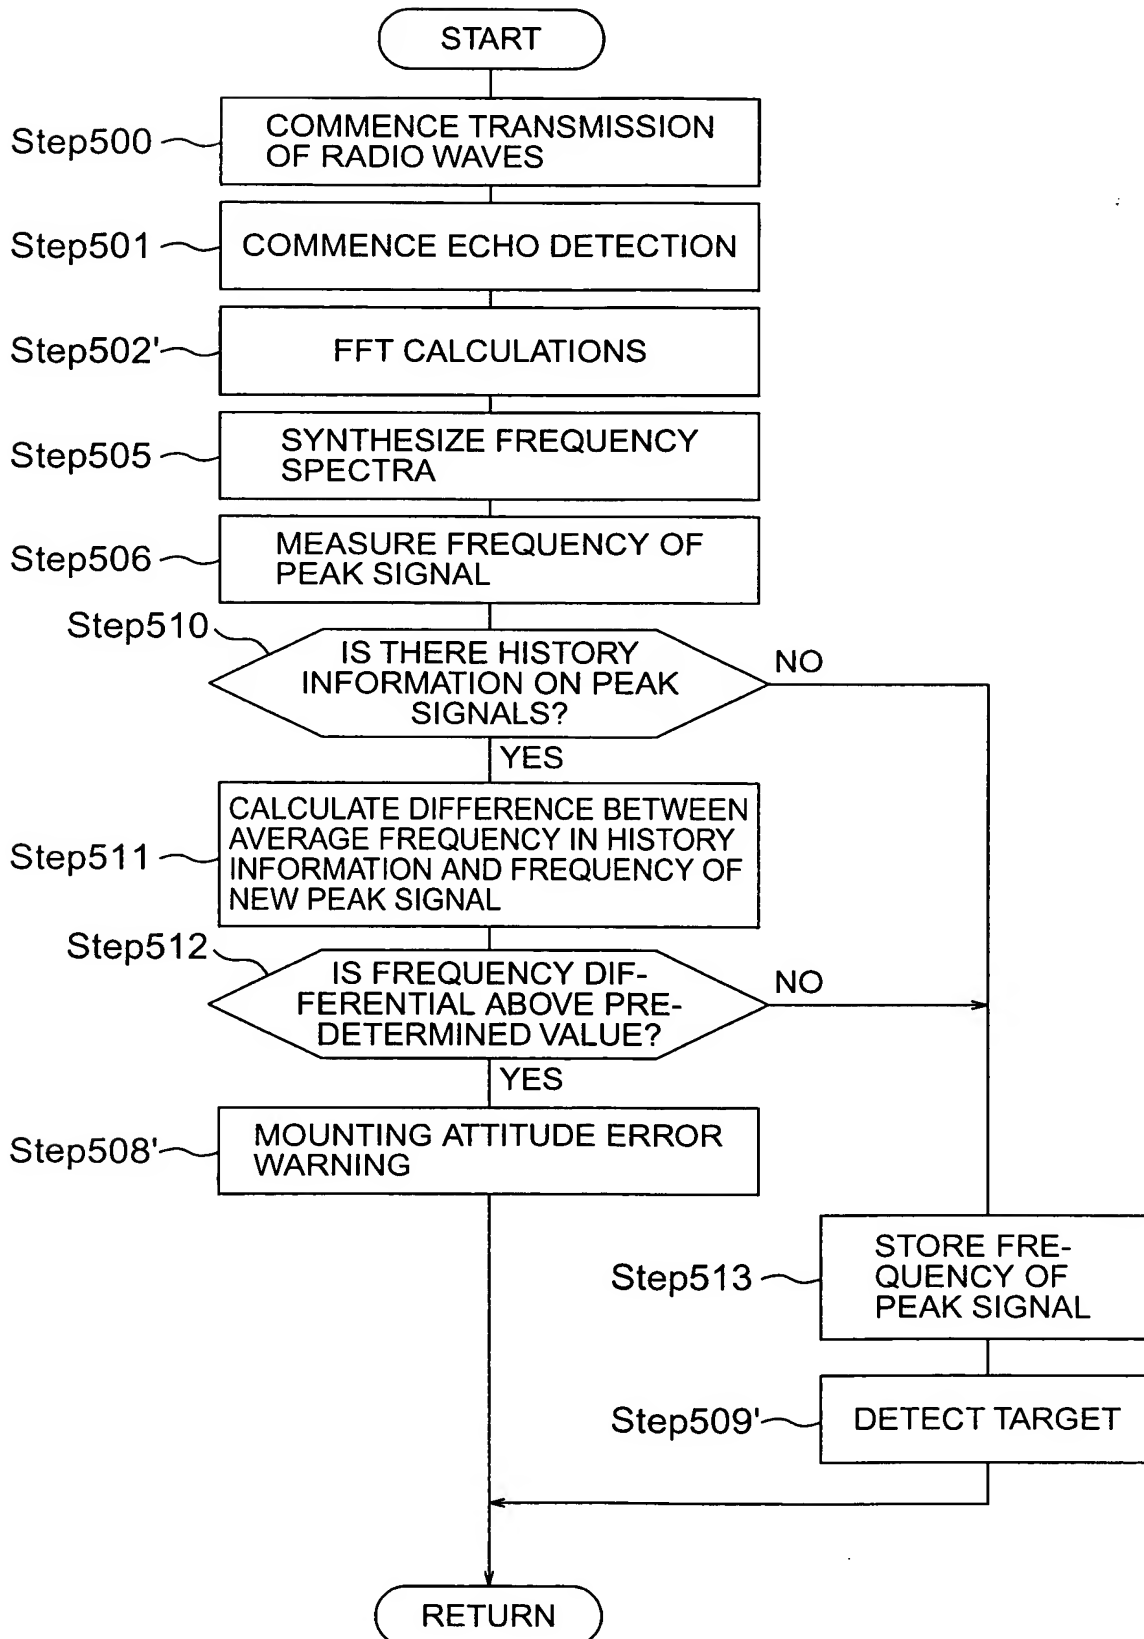 START
Step500
COMMENCE TRANSMISSION
OF RADIO WAVES
Step501
COMMENCE ECHO DETECTION
Step502'
FFT CALCULATIONS
Step505
SYNTHESIZE FREQUENCY
SPECTRA
Step506
MEASURE FREQUENCY OF
PEAK SIGNAL
Step510
IS THERE HISTORY
INFORMATION ON PEAK
SIGNALS?
NO
YES
Step511
CALCULATE DIFFERENCE BETWEEN
AVERAGE FREQUENCY IN HISTORY
INFORMATION AND FREQUENCY OF
NEW PEAK SIGNAL
Step512
IS FREQUENCY DIF-
FERENTIAL ABOVE PRE-
DETERMINED VALUE?
NO
YES
Step508'
MOUNTING ATTITUDE ERROR
WARNING
Step513
STORE FRE-
QUENCY OF
PEAK SIGNAL
Step509'
DETECT TARGET
RETURN